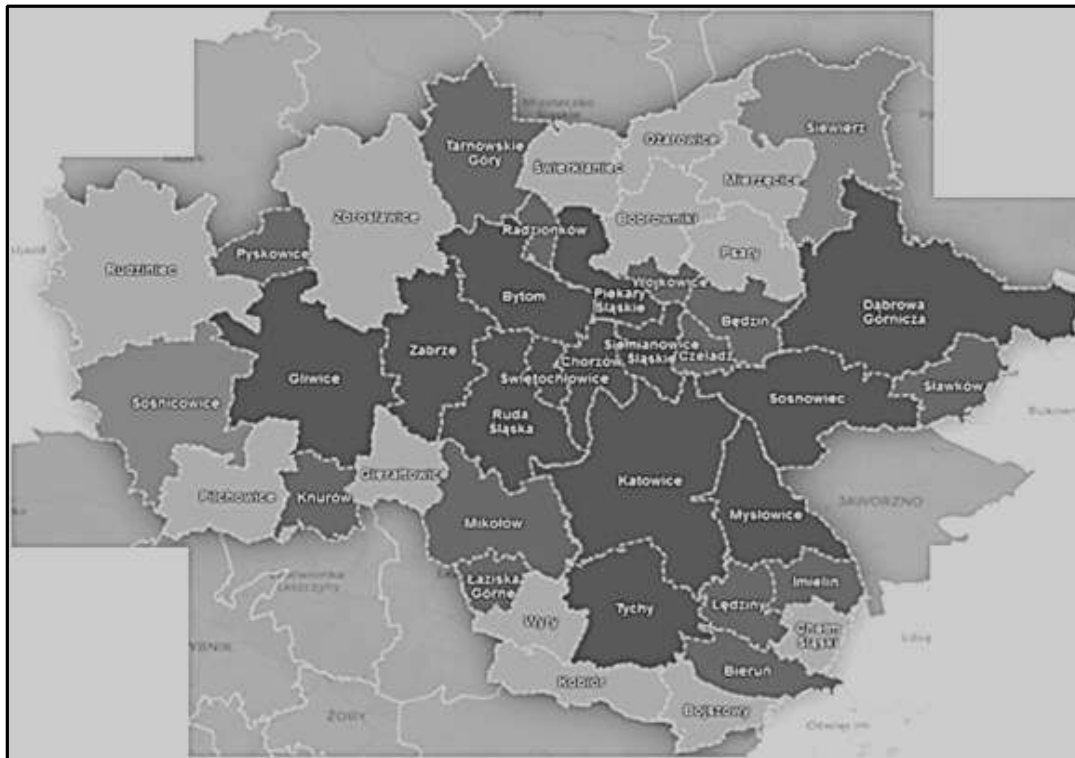 Siewierz
Tarnowskie
Góry
Ożarowice
Świerklaniec
Mierzęcice
Zbrosławice
Bobrowniki
Radzionków
Psary
Pyskowice
Rudziniec
Wojkowice
Bytom
Piekary
Śląskie
Będzin
Dąbrowa
Górnicza
Zabrze
Siemianowice
Śląskie
Czeladź
Chorzów
Gliwice
Świętochłowice
Sławków
Sosnowiec
Sośnicowice
Ruda
Śląska
Gierałtowice
Katowice
Pilchowice
Knurów
JAWORZNO
Mysłowice
Mikołów
Łaziska
Górne
Imielin
Lędziny
Tychy
Wyry
Chełm
Śląski
Bieruń
Kobiór
Bojszowy
ŻORY